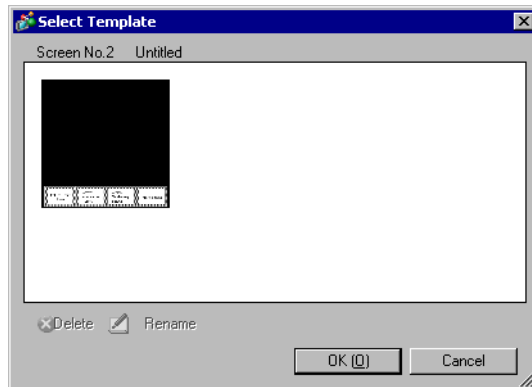 Select Template
Screen No.2 Untitled
Delete Rename
OK (O) Cancel